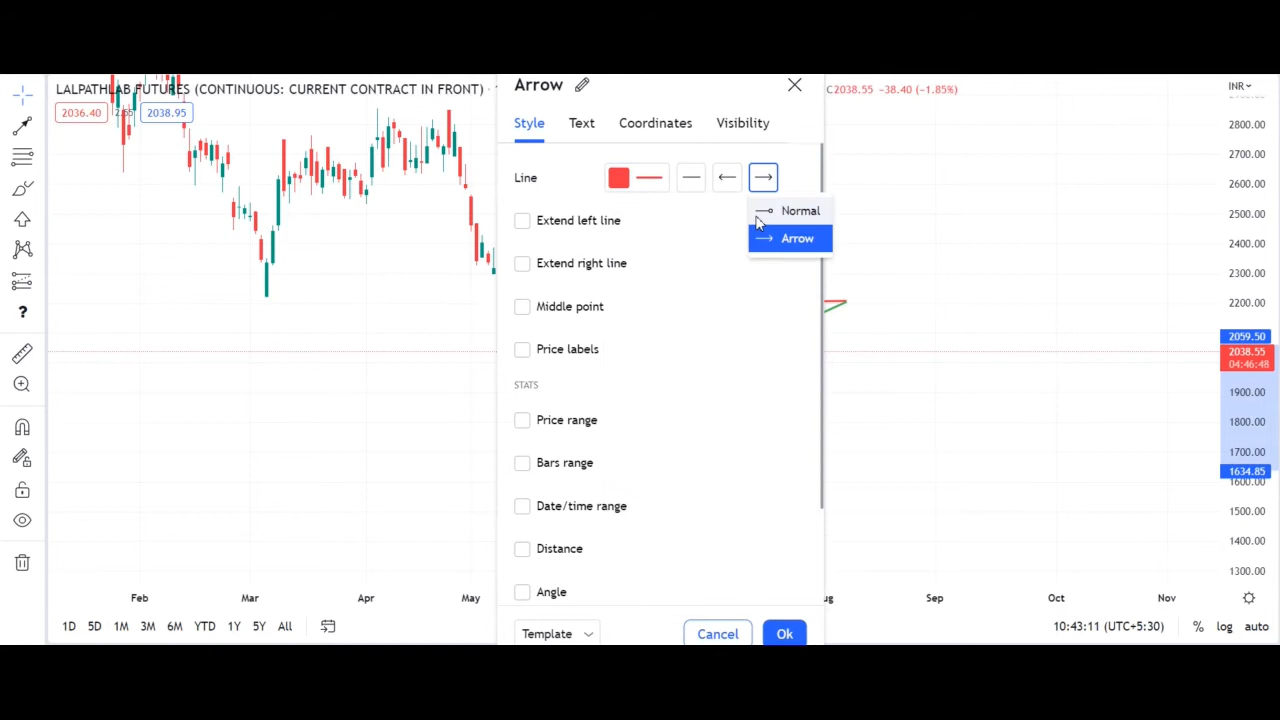 Arrow
LALPATHLAB FUTURES (CONTINUOUS: CURRENT CONTRACT IN FRONT) ·
C2038.55 −38.40 (−1.85%)
INR
2036.40
2.55
2038.95
Style
Text
Coordinates
Visibility
Line
Normal
Arrow
Extend left line
Extend right line
Middle point
Price labels
STATS
Price range
Bars range
Date/time range
Distance
Angle
Template
Cancel
Ok
2800.00
2700.00
2600.00
2500.00
2400.00
2300.00
2200.00
2059.50
2038.55
04:46:48
1900.00
1800.00
1700.00
1634.85
1600.00
1500.00
1400.00
1300.00
Feb
Mar
Apr
May
ug
Sep
Oct
Nov
1D 5D 1M 3M 6M YTD 1Y 5Y All
10:43:11 (UTC+5:30)
% log auto
?